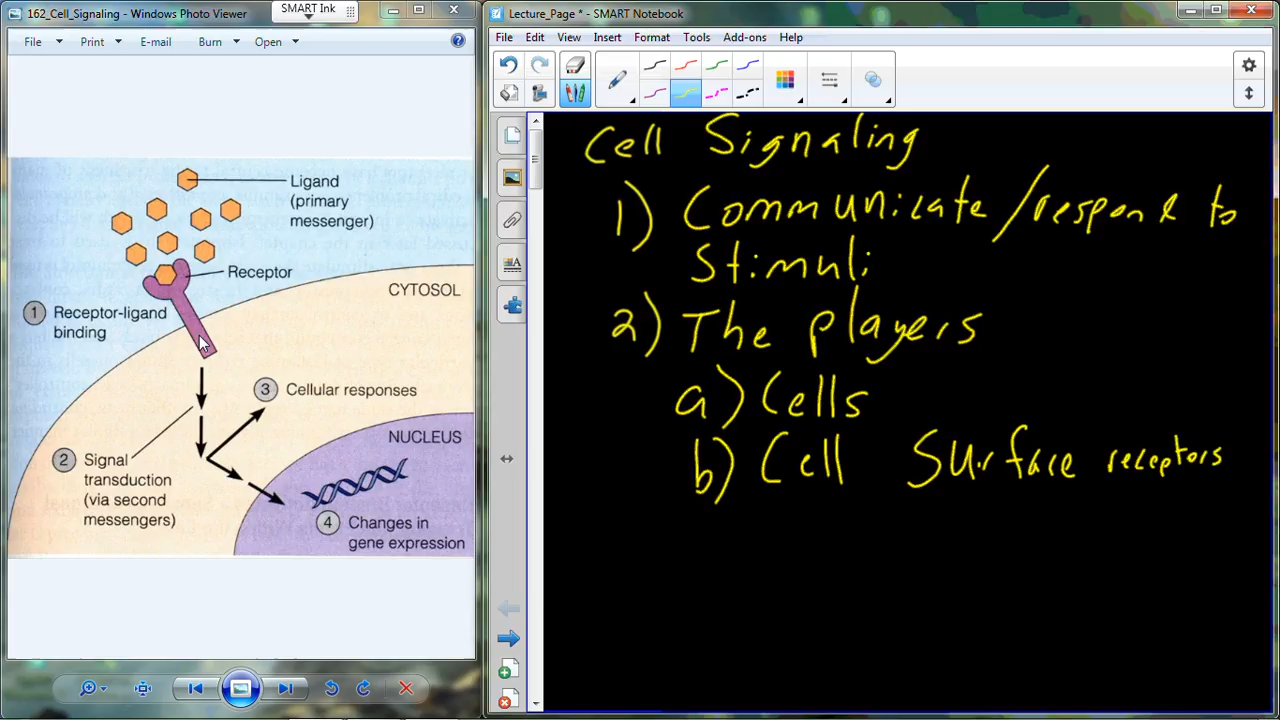 162_Cell_Signaling - Windows Photo Viewer
SMART Ink
File Print E-mail Burn Open
Ligand
(primary
messenger)
Receptor
CYTOSOL
1 Receptor-ligand
binding
3 Cellular responses
NUCLEUS
2 Signal
transduction
(via second
messengers)
4 Changes in
gene expression
Lecture_Page * - SMART Notebook
File Edit View Insert Format Tools Add-ons Help
Cell Signaling
1) Communicate/respond to
Stimuli
2) The players
a) Cells
b) Cell Surface receptors